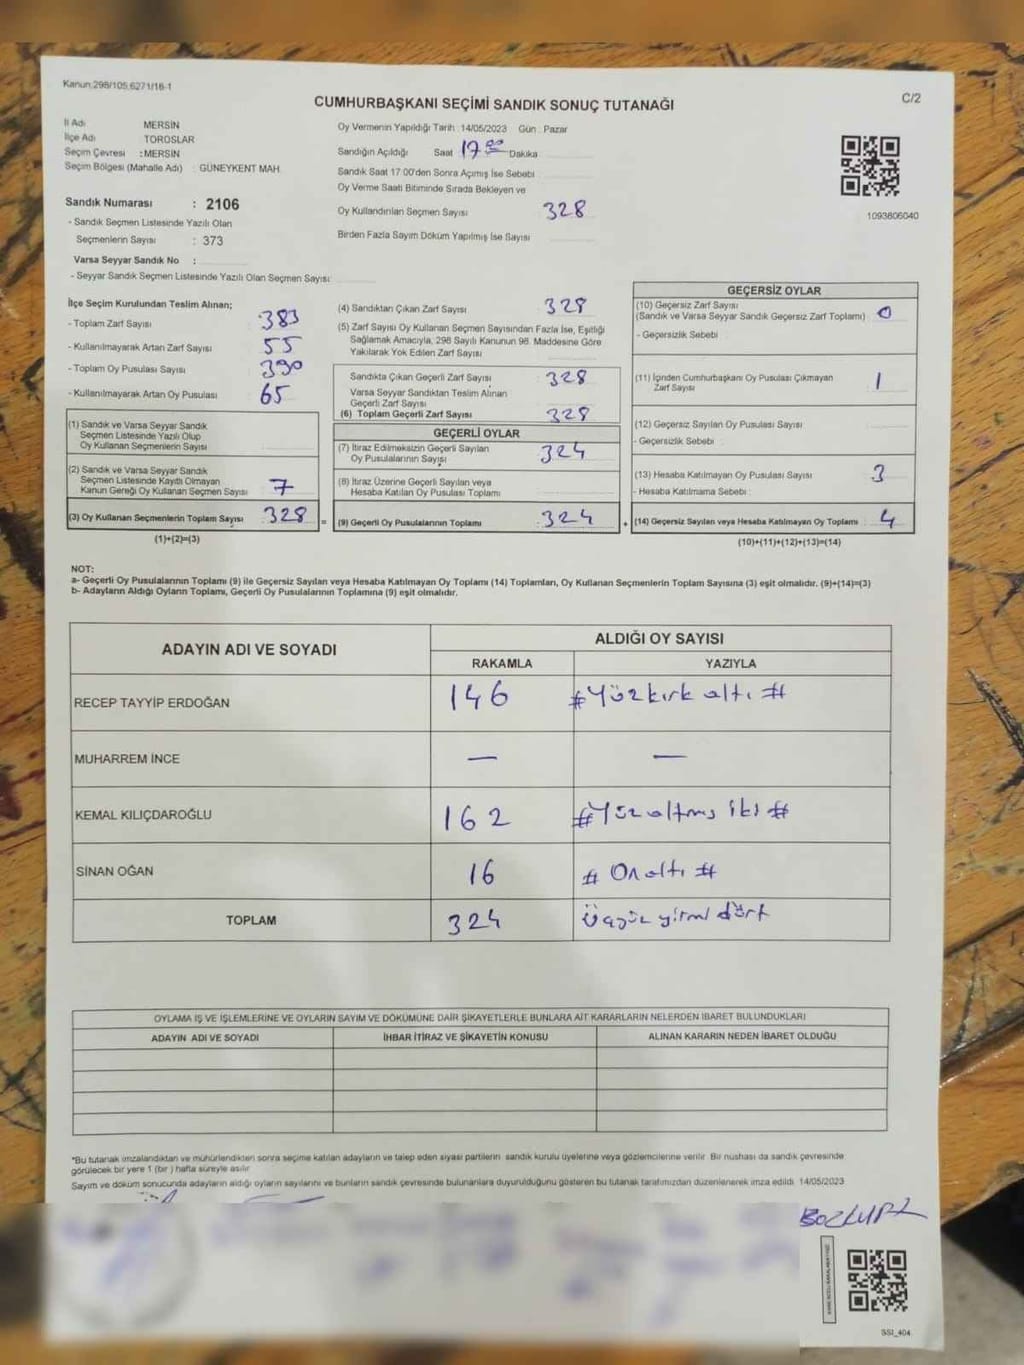 Kanun:298/105,6271/16-1
CUMHURBAŞKANI SEÇİMİ SANDIK SONUÇ TUTANAĞI
C/2
İl Adı MERSİN
İlçe Adı TOROSLAR
Seçim Çevresi :MERSİN
Seçim Bölgesi (Mahalle Adı) : GÜNEYKENT MAH.
Sandık Numarası : 2106
- Sandık Seçmen Listesinde Yazılı Olan
Seçmenlerin Sayısı : 373
Varsa Seyyar Sandık No :
- Seyyar Sandık Seçmen Listesinde Yazılı Olan Seçmen Sayısı:
Oy Vermenin Yapıldığı Tarih :14/05/2023 Gün : Pazar
Sandığın Açıldığı Saat 17 00 Dakika
Sandık Saat 17:00'den Sonra Açımış İse Sebebi
Oy Verme Saati Bitiminde Sırada Bekleyen ve
Oy Kullandırılan Seçmen Sayısı 328
Birden Fazla Sayım Döküm Yapılmış İse Sayısı
1093806040
İlçe Seçim Kurulundan Teslim Alınan;
- Toplam Zarf Sayısı :383
- Kullanılmayarak Artan Zarf Sayısı : 55
- Toplam Oy Pusulası Sayısı : 390
- Kullanılmayarak Artan Oy Pusulası : 65
(1) Sandık ve Varsa Seyyar Sandık
Seçmen Listesinde Yazılı Olup
Oy Kullanan Seçmenlerin Sayısı
(2) Sandık ve Varsa Seyyar Sandık
Seçmen Listesinde Kayıtlı Olmayan
Kanun Gereği Oy Kullanan Seçmen Sayısı : 7
(3) Oy Kullanan Seçmenlerin Toplam Sayısı :328 =
(1)+(2)=(3)
(4) Sandıktan Çıkan Zarf Sayısı : 328
(5) Zarf Sayısı Oy Kullanan Seçmen Sayısından Fazla İse, Eşitliği
Sağlamak Amacıyla, 298 Sayılı Kanunun 98. Maddesine Göre
Yakılarak Yok Edilen Zarf Sayısı
Sandıkta Çıkan Geçerli Zarf Sayısı : 328
Varsa Seyyar Sandıktan Teslim Alınan
Geçerli Zarf Sayısı
(6) Toplam Geçerli Zarf Sayısı : 328
GEÇERLİ OYLAR
(7) İtiraz Edilmeksizin Geçerli Sayılan
Oy Pusulalarının Sayısı : 324
(8) İtiraz Üzerine Geçerli Sayılan veya
Hesaba Katılan Oy Pusulası Toplamı
(9) Geçerli Oy Pusulalarının Toplamı :324 +
GEÇERSİZ OYLAR
(10) Geçersiz Zarf Sayısı
(Sandık ve Varsa Seyyar Sandık Geçersiz Zarf Toplamı) : 0
- Geçersizlik Sebebi :
(11) İçinden Cumhurbaşkanı Oy Pusulası Çıkmayan
Zarf Sayısı : 1
(12) Geçersiz Sayılan Oy Pusulası Sayısı
- Geçersizlik Sebebi :
(13) Hesaba Katılmayan Oy Pusulası Sayısı : 3
- Hesaba Katılmama Sebebi :
(14) Geçersiz Sayılan veya Hesaba Katılmayan Oy Toplamı : 4
(10)+(11)+(12)+(13)=(14)
NOT:
a- Geçerli Oy Pusulalarının Toplamı (9) ile Geçersiz Sayılan veya Hesaba Katılmayan Oy Toplamı (14) Toplamları, Oy Kullanan Seçmenlerin Toplam Sayısına (3) eşit olmalıdır. (9)+(14)=(3)
b- Adayların Aldığı Oyların Toplamı, Geçerli Oy Pusulalarının Toplamına (9) eşit olmalıdır.
ADAYIN ADI VE SOYADI
ALDIĞI OY SAYISI
RAKAMLA YAZIYLA
RECEP TAYYİP ERDOĞAN 146 #Yüzkırk altı #
MUHARREM İNCE — —
KEMAL KILIÇDAROĞLU 162 #Yüz altmış iki #
SİNAN OĞAN 16 # On altı #
TOPLAM 324 Üçyüz yirmi dört
OYLAMA İŞ VE İŞLEMLERİNE VE OYLARIN SAYIM VE DÖKÜMÜNE DAİR ŞİKAYETLERLE BUNLARA AİT KARARLARIN NELERDEN İBARET BULUNDUKLARI
ADAYIN ADI VE SOYADI İHBAR İTİRAZ VE ŞİKAYETİN KONUSU ALINAN KARARIN NEDEN İBARET OLDUĞU
*Bu tutanak imzalandıktan ve mühürlendikten sonra seçime katılan adayların ve talep eden siyasi partilerin sandık kurulu üyelerine veya gözlemcilerine verilir. Bir nüshası da sandık çevresinde
görülecek bir yere 1 (bir) hafta süreyle asılır.
Sayım ve döküm sonucunda adayların aldığı oyların sayılarını ve bunların sandık çevresinde bulunanlara duyurulduğunu gösteren bu tutanak tarafımızdan düzenlenerek imza edildi. 14/05/2023
BOZKURT
SSI_404